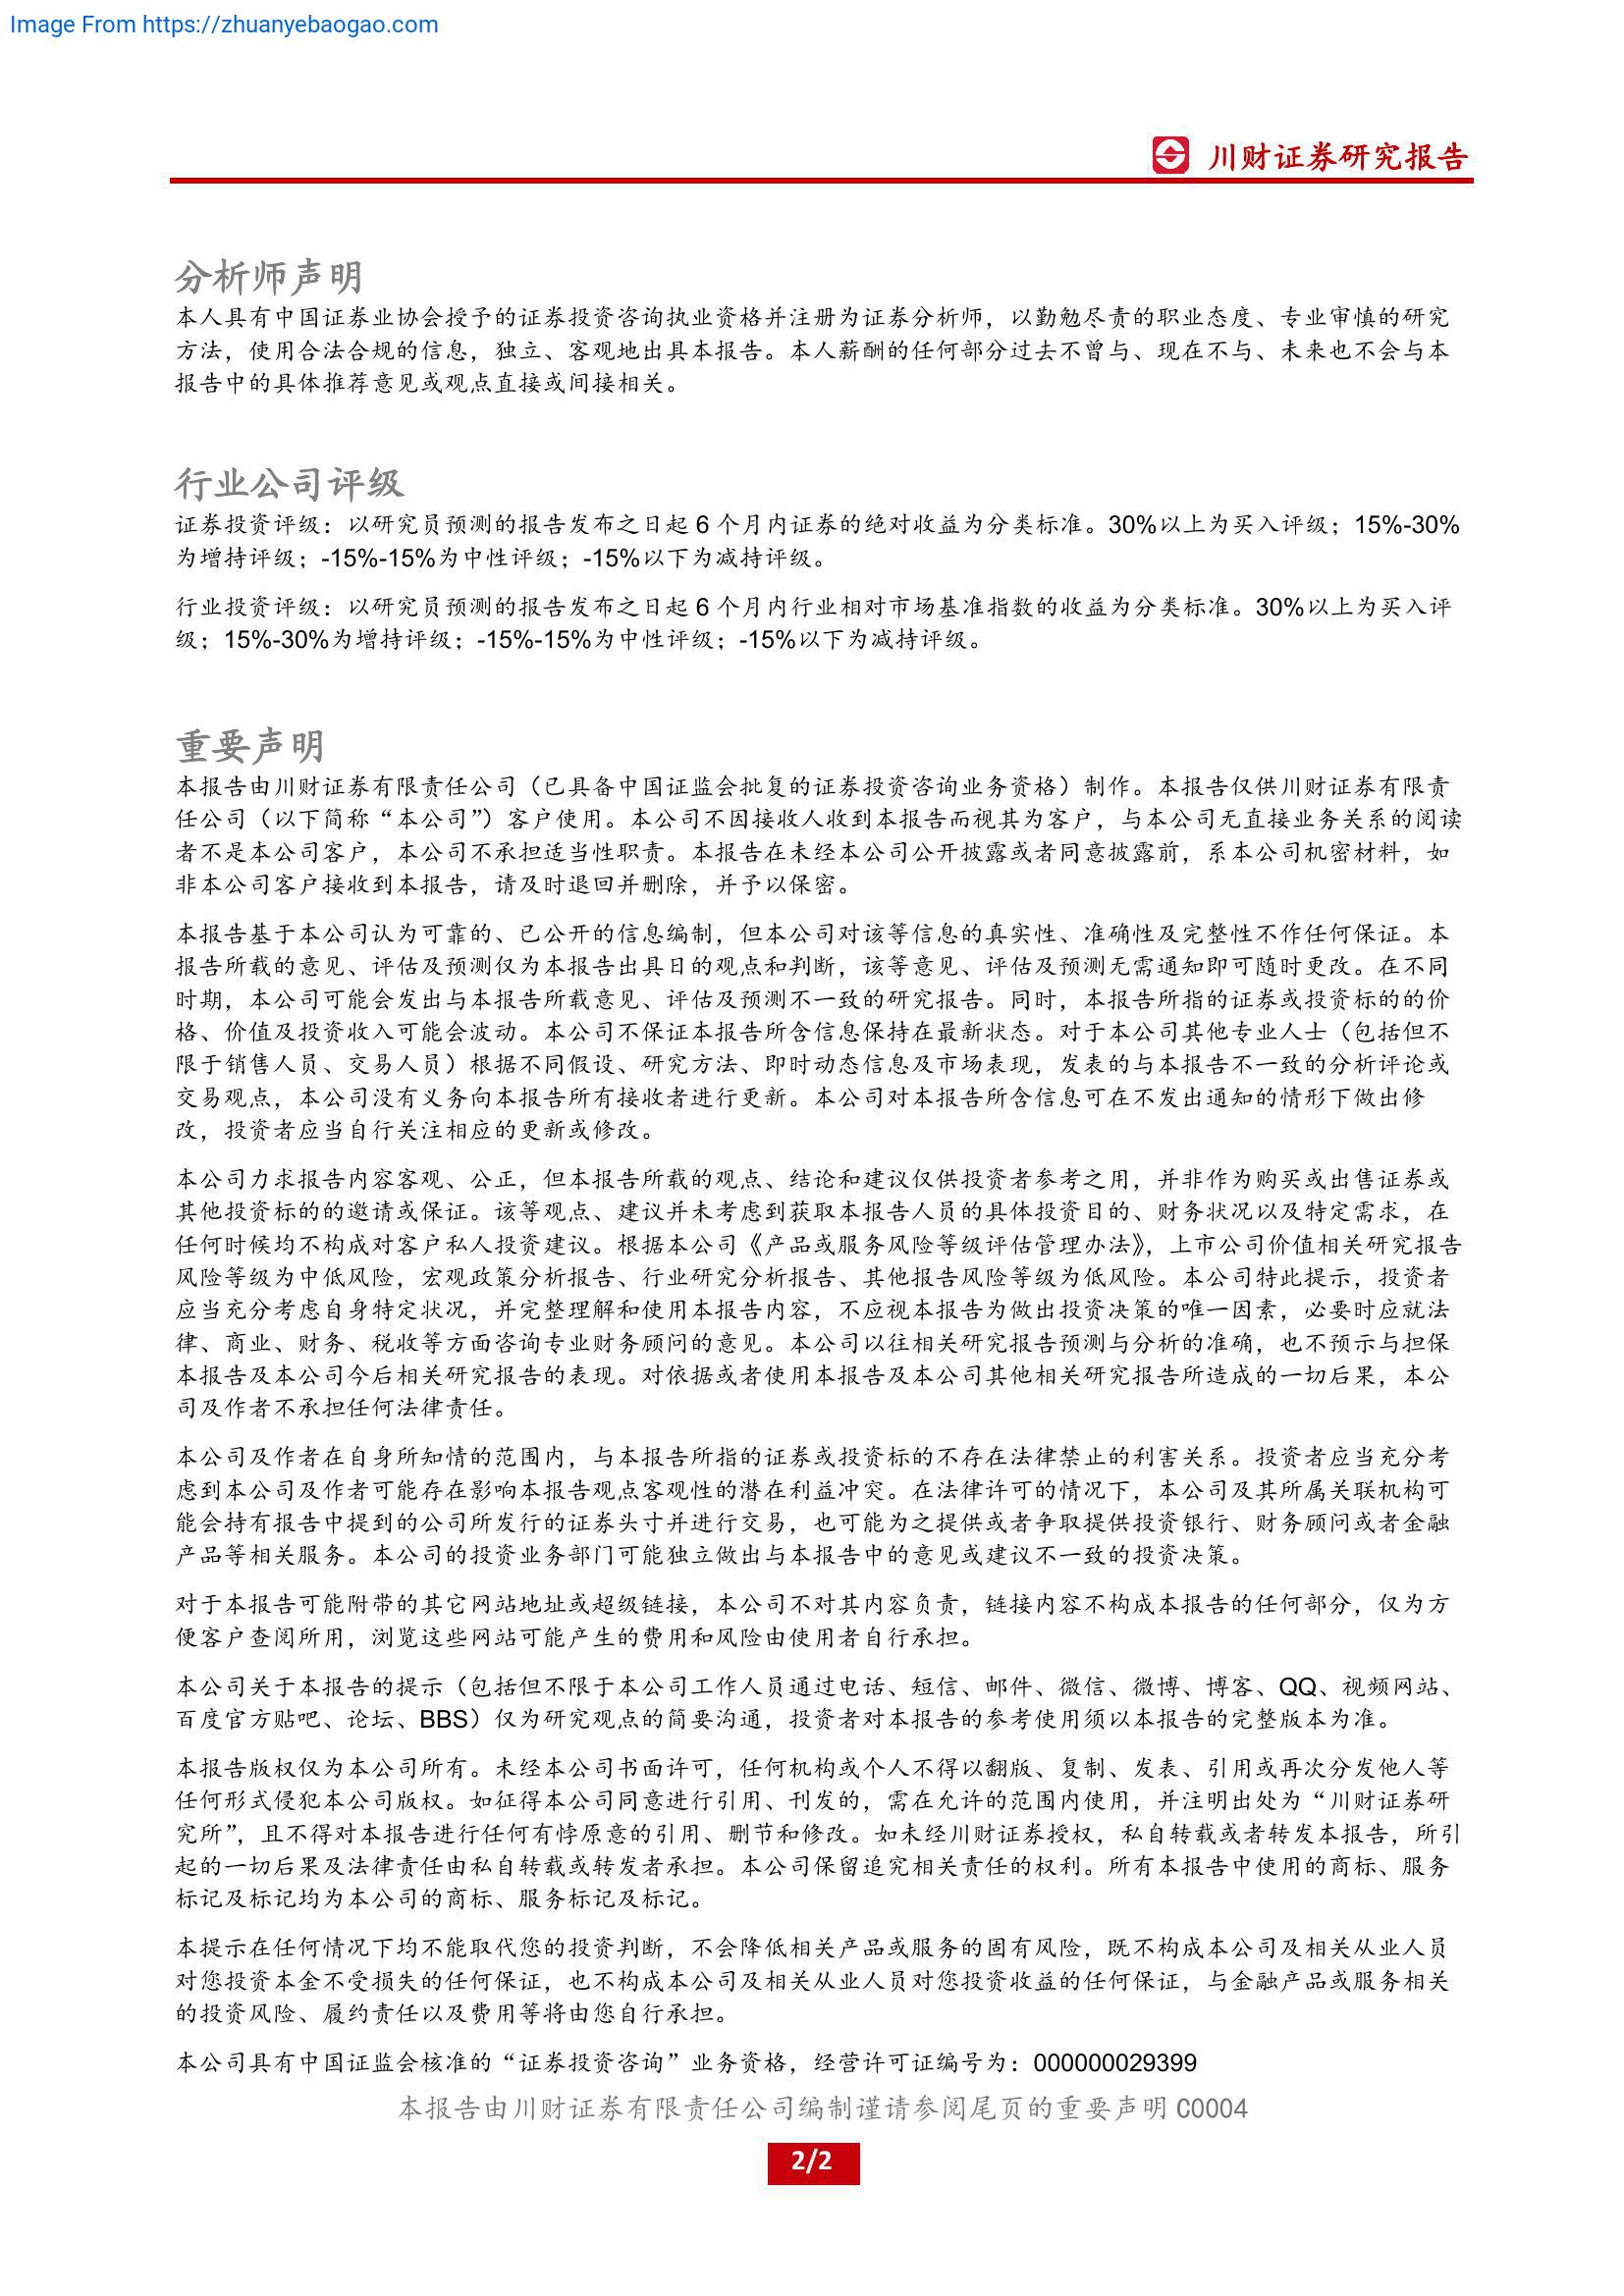 Image From https://zhuanyebaogao.com
川财证券研究报告
分析师声明
本人具有中国证券业协会授予的证券投资咨询执业资格并注册为证券分析师，以勤勉尽责的职业态度、专业审慎的研究
方法，使用合法合规的信息，独立、客观地出具本报告。本人薪酬的任何部分过去不曾与、现在不与、未来也不会与本
报告中的具体推荐意见或观点直接或间接相关。
行业公司评级
证券投资评级：以研究员预测的报告发布之日起 6 个月内证券的绝对收益为分类标准。30%以上为买入评级；15%-30%
为增持评级；-15%-15%为中性评级；-15%以下为减持评级。
行业投资评级：以研究员预测的报告发布之日起 6 个月内行业相对市场基准指数的收益为分类标准。30%以上为买入评
级；15%-30%为增持评级；-15%-15%为中性评级；-15%以下为减持评级。
重要声明
本报告由川财证券有限责任公司（已具备中国证监会批复的证券投资咨询业务资格）制作。本报告仅供川财证券有限责
任公司（以下简称“本公司”）客户使用。本公司不因接收人收到本报告而视其为客户，与本公司无直接业务关系的阅读
者不是本公司客户，本公司不承担适当性职责。本报告在未经本公司公开披露或者同意披露前，系本公司机密材料，如
非本公司客户接收到本报告，请及时退回并删除，并予以保密。
本报告基于本公司认为可靠的、已公开的信息编制，但本公司对该等信息的真实性、准确性及完整性不作任何保证。本
报告所载的意见、评估及预测仅为本报告出具日的观点和判断，该等意见、评估及预测无需通知即可随时更改。在不同
时期，本公司可能会发出与本报告所载意见、评估及预测不一致的研究报告。同时，本报告所指的证券或投资标的的价
格、价值及投资收入可能会波动。本公司不保证本报告所含信息保持在最新状态。对于本公司其他专业人士（包括但不
限于销售人员、交易人员）根据不同假设、研究方法、即时动态信息及市场表现，发表的与本报告不一致的分析评论或
交易观点，本公司没有义务向本报告所有接收者进行更新。本公司对本报告所含信息可在不发出通知的情形下做出修
改，投资者应当自行关注相应的更新或修改。
本公司力求报告内容客观、公正，但本报告所载的观点、结论和建议仅供投资者参考之用，并非作为购买或出售证券或
其他投资标的的邀请或保证。该等观点、建议并未考虑到获取本报告人员的具体投资目的、财务状况以及特定需求，在
任何时候均不构成对客户私人投资建议。根据本公司《产品或服务风险等级评估管理办法》，上市公司价值相关研究报告
风险等级为中低风险，宏观政策分析报告、行业研究分析报告、其他报告风险等级为低风险。本公司特此提示，投资者
应当充分考虑自身特定状况，并完整理解和使用本报告内容，不应视本报告为做出投资决策的唯一因素，必要时应就法
律、商业、财务、税收等方面咨询专业财务顾问的意见。本公司以往相关研究报告预测与分析的准确，也不预示与担保
本报告及本公司今后相关研究报告的表现。对依据或者使用本报告及本公司其他相关研究报告所造成的一切后果，本公
司及作者不承担任何法律责任。
本公司及作者在自身所知情的范围内，与本报告所指的证券或投资标的不存在法律禁止的利害关系。投资者应当充分考
虑到本公司及作者可能存在影响本报告观点客观性的潜在利益冲突。在法律许可的情况下，本公司及其所属关联机构可
能会持有报告中提到的公司所发行的证券头寸并进行交易，也可能为之提供或者争取提供投资银行、财务顾问或者金融
产品等相关服务。本公司的投资业务部门可能独立做出与本报告中的意见或建议不一致的投资决策。
对于本报告可能附带的其它网站地址或超级链接，本公司不对其内容负责，链接内容不构成本报告的任何部分，仅为方
便客户查阅所用，浏览这些网站可能产生的费用和风险由使用者自行承担。
本公司关于本报告的提示（包括但不限于本公司工作人员通过电话、短信、邮件、微信、微博、博客、QQ、视频网站、
百度官方贴吧、论坛、BBS）仅为研究观点的简要沟通，投资者对本报告的参考使用须以本报告的完整版本为准。
本报告版权仅为本公司所有。未经本公司书面许可，任何机构或个人不得以翻版、复制、发表、引用或再次分发他人等
任何形式侵犯本公司版权。如征得本公司同意进行引用、刊发的，需在允许的范围内使用，并注明出处为“川财证券研
究所”，且不得对本报告进行任何有悖原意的引用、删节和修改。如未经川财证券授权，私自转载或者转发本报告，所引
起的一切后果及法律责任由私自转载或转发者承担。本公司保留追究相关责任的权利。所有本报告中使用的商标、服务
标记及标记均为本公司的商标、服务标记及标记。
本提示在任何情况下均不能取代您的投资判断，不会降低相关产品或服务的固有风险，既不构成本公司及相关从业人员
对您投资本金不受损失的任何保证，也不构成本公司及相关从业人员对您投资收益的任何保证，与金融产品或服务相关
的投资风险、履约责任以及费用等将由您自行承担。
本公司具有中国证监会核准的“证券投资咨询”业务资格，经营许可证编号为：000000029399
本报告由川财证券有限责任公司编制谨请参阅尾页的重要声明 C0004
2/2